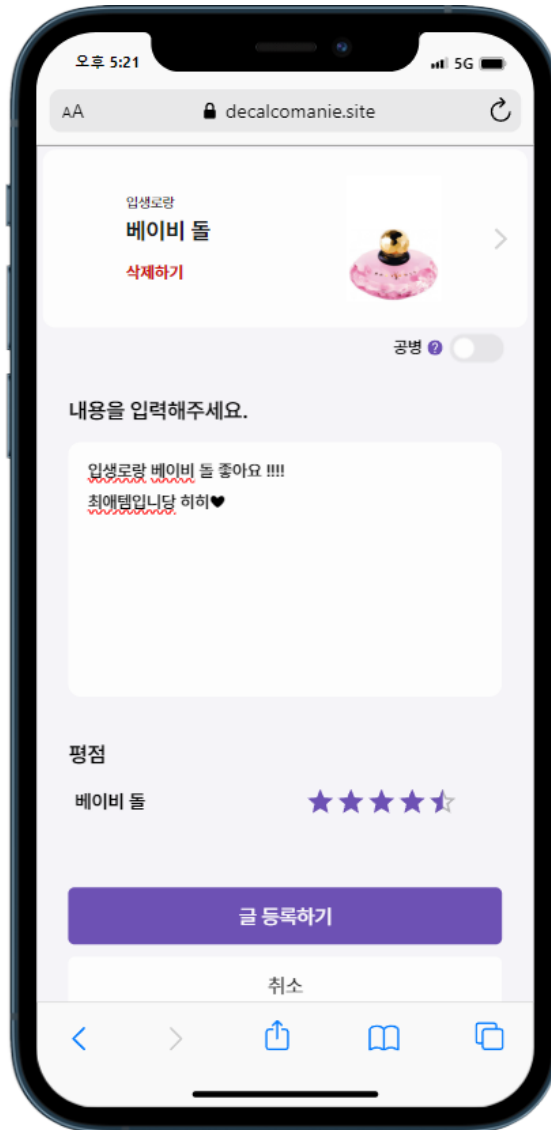 오후 5:21
5G
AA decalcomanie.site
입생로랑
베이비 돌
삭제하기
공병 ?
내용을 입력해주세요.
입생로랑 베이비 돌 좋아요 !!!!
최애템입니당 히히♥
평점
베이비 돌
글 등록하기
취소